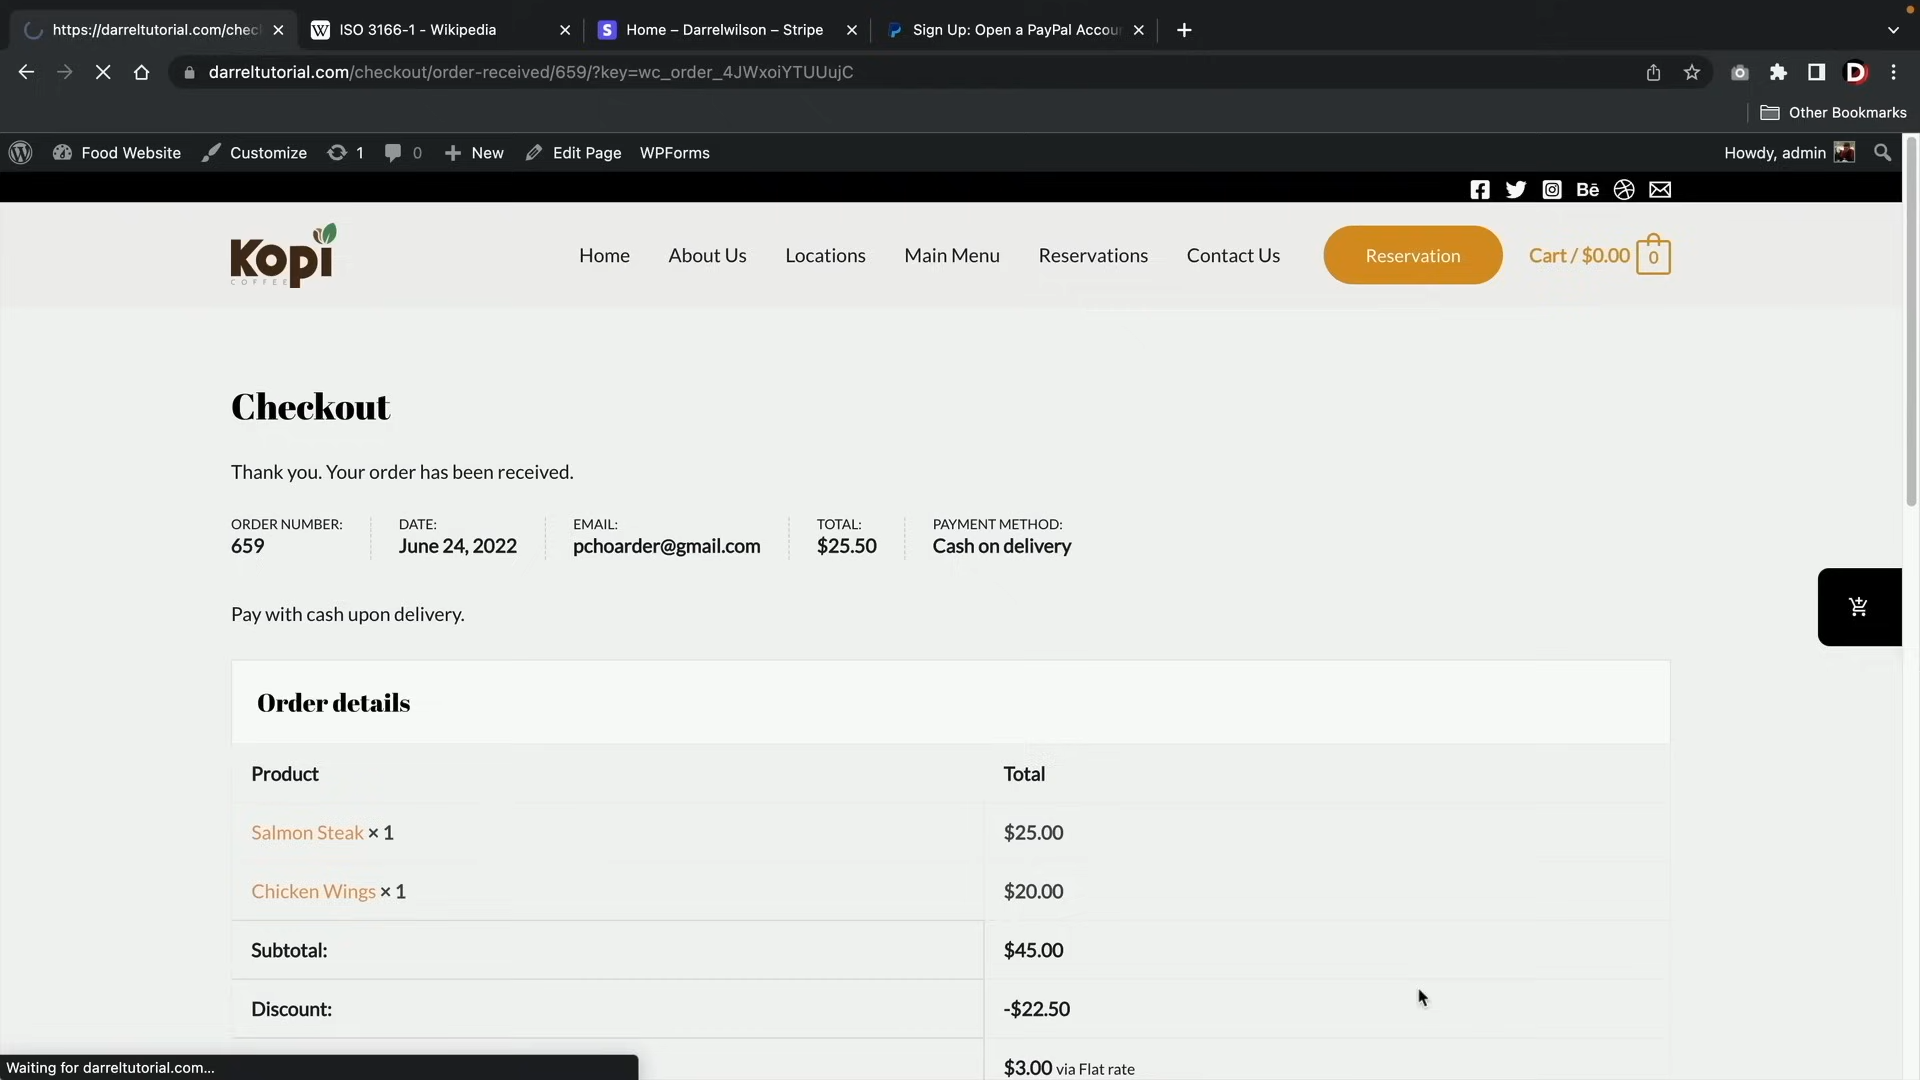 https://darreltutorial.com/chec
ISO 3166-1 - Wikipedia
Home – Darrelwilson – Stripe
Sign Up: Open a PayPal Accou
darreltutorial.com/checkout/order-received/659/?key=wc_order_4JWxoiYTUUujC
Other Bookmarks
Food Website
Customize
1
0
New
Edit Page
WPForms
Howdy, admin
Kopi
COFFEE
Home
About Us
Locations
Main Menu
Reservations
Contact Us
Reservation
Cart / $0.00
0
Checkout
Thank you. Your order has been received.
ORDER NUMBER:
659
DATE:
June 24, 2022
EMAIL:
pchoarder@gmail.com
TOTAL:
$25.50
PAYMENT METHOD:
Cash on delivery
Pay with cash upon delivery.
Order details
Product
Total
Salmon Steak × 1
$25.00
Chicken Wings × 1
$20.00
Subtotal:
$45.00
Discount:
-$22.50
$3.00 via Flat rate
Waiting for darreltutorial.com...